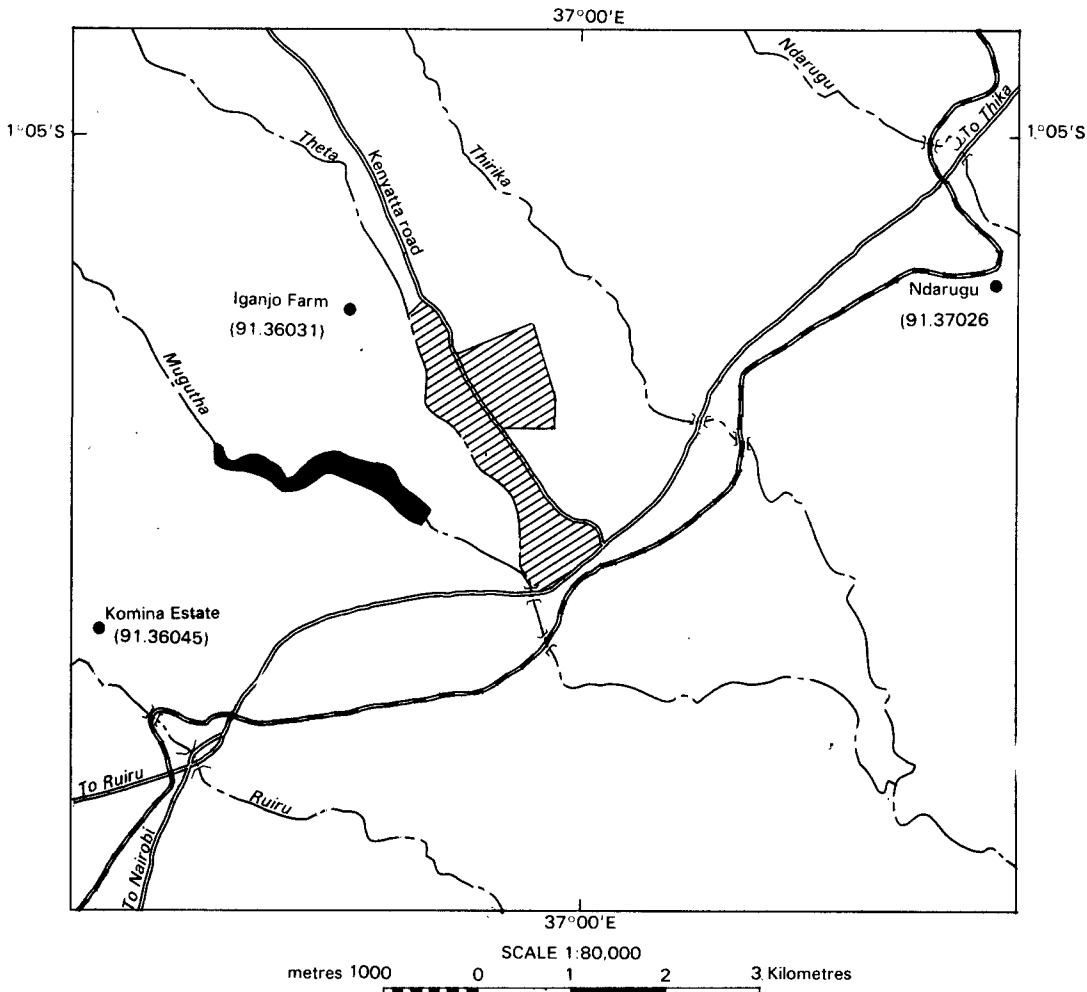 37°00'E
Ndarugu
1°05'S
To Thika
1°05'S
Theta
Kenyatta road
Thirika
Iganjo Farm
(91.36031)
Ndarugu
(91.37026
Mugutha
Komina Estate
(91.36045)
To Ruiru
Ruiru
To Nairobi
37°00'E
SCALE 1:80,000
metres 1000 0 1 2 3 Kilometres